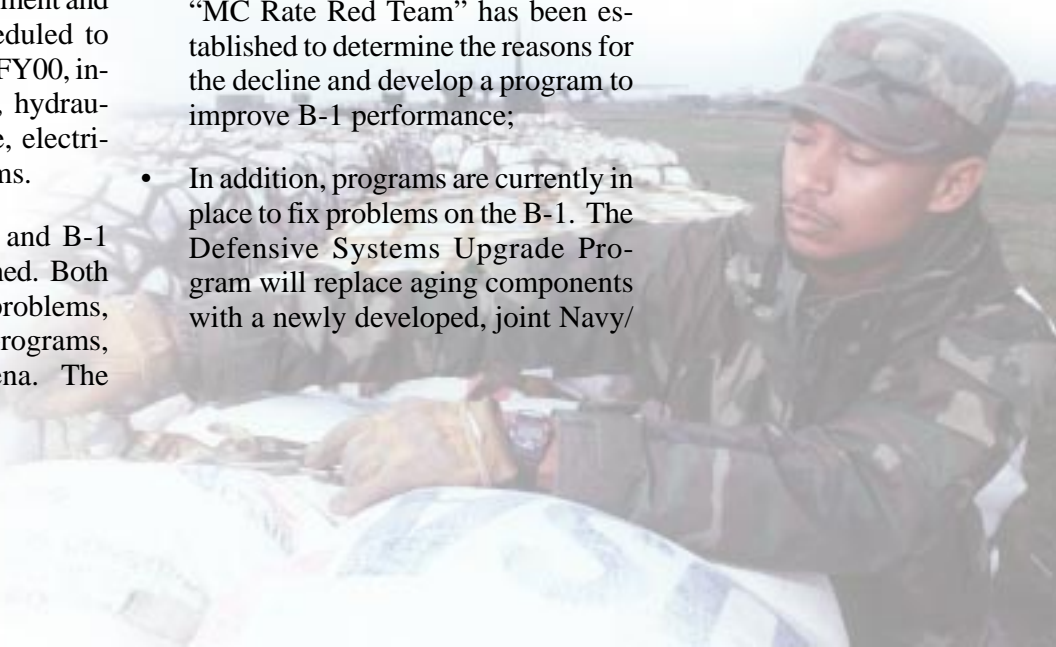 ment and
eduled to
FY00, in-
, hydrau-
e, electri-
ms.
and B-1
ned. Both
problems,
rograms,
ena. The
“MC Rate Red Team” has been es-
tablished to determine the reasons for
the decline and develop a program to
improve B-1 performance;
• In addition, programs are currently in
place to fix problems on the B-1. The
Defensive Systems Upgrade Pro-
gram will replace aging components
with a newly developed, joint Navy/